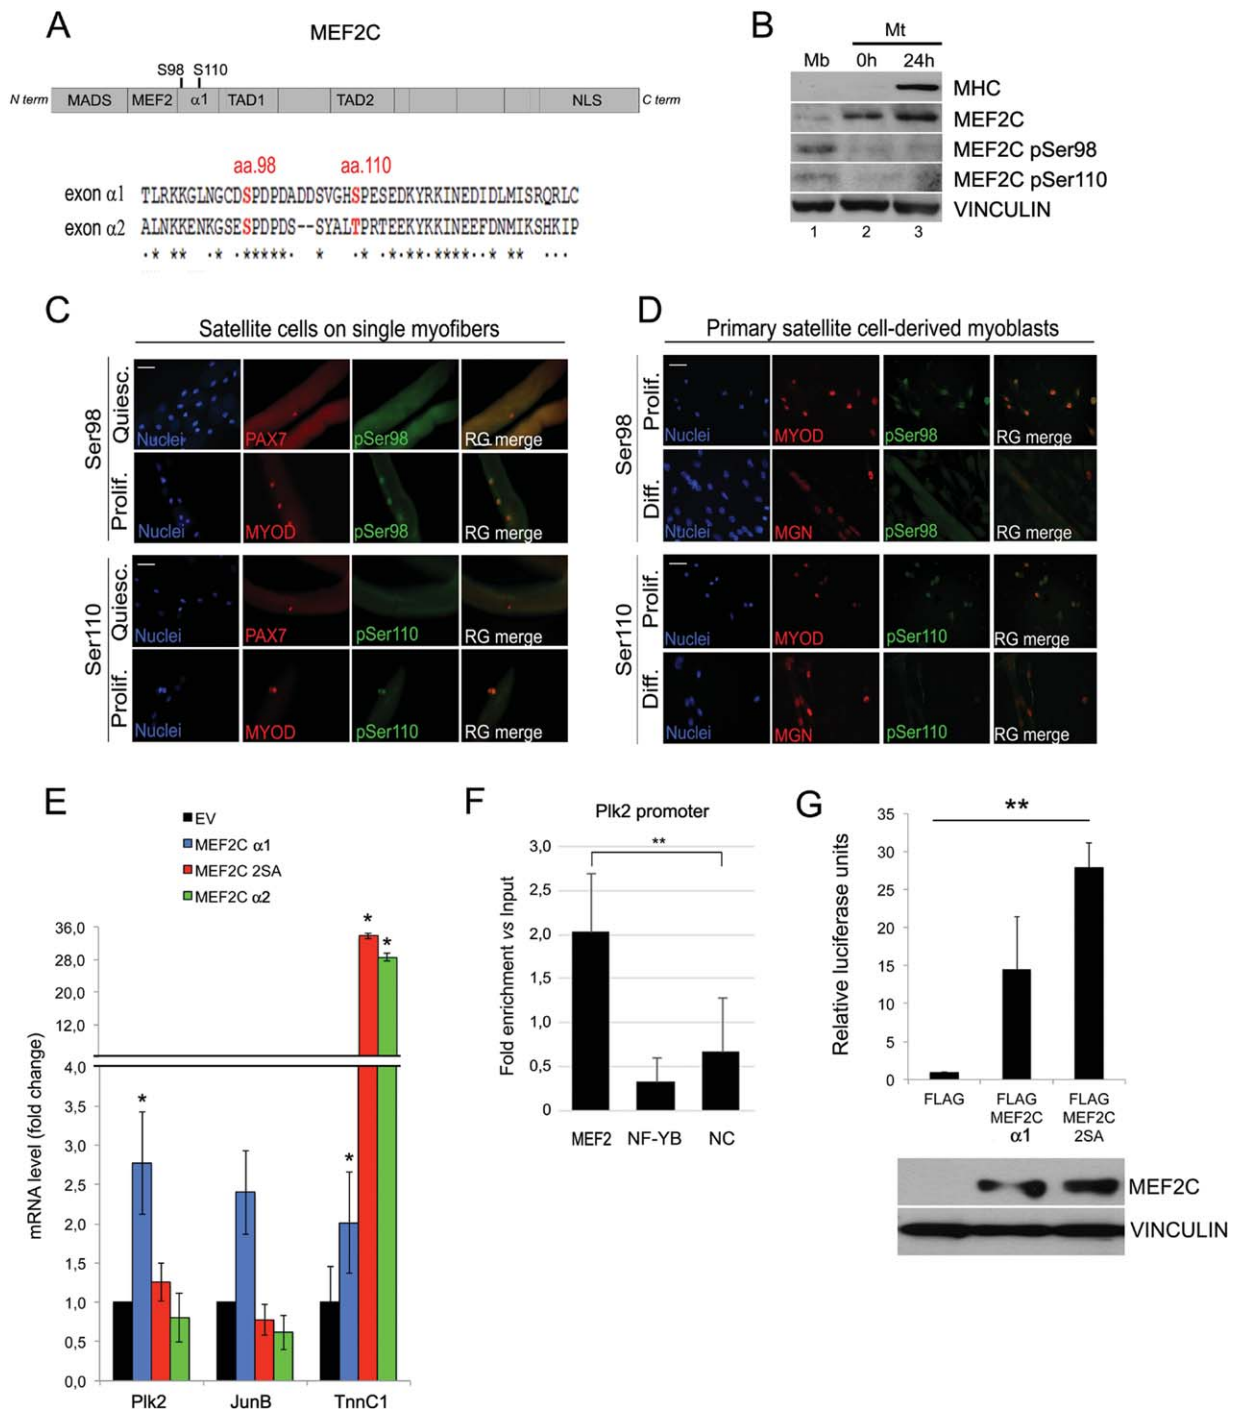 A
MEF2C
S98 S110
N term MADS MEF2 α1 TAD1 TAD2 NLS C term
aa.98 aa.110
exon α1 TLRKKGLNGCDSPDPDADDSVGHSPESEDKYRKINEDIDLMISRQRLC
exon α2 ALNKKENKGSESPDPDS--SYALTPRTEEKYKKINEEFDNMIKSHKIP
B
Mt
Mb 0h 24h
MHC
MEF2C
MEF2C pSer98
MEF2C pSer110
VINCULIN
1 2 3
C
Satellite cells on single myofibers
Ser98
Quiesc.
Nuclei PAX7 pSer98 RG merge
Prolif.
Nuclei MYOD pSer98 RG merge
Ser110
Quiesc.
Nuclei PAX7 pSer110 RG merge
Prolif.
Nuclei MYOD pSer110 RG merge
D
Primary satellite cell-derived myoblasts
Ser98
Prolif.
Nuclei MYOD pSer98 RG merge
Diff.
Nuclei MGN pSer98 RG merge
Ser110
Prolif.
Nuclei MYOD pSer110 RG merge
Diff.
Nuclei MGN pSer110 RG merge
E
EV
MEF2C α1
MEF2C 2SA
MEF2C α2
mRNA level (fold change)
36,0
28,0
20,0
12,0
4,0
3,5
3,0
2,5
2,0
1,5
1,0
0,5
0,0
* * * *
Plk2 JunB TnnC1
F
Plk2 promoter
**
Fold enrichment vs Input
3,0
2,5
2,0
1,5
1,0
0,5
0
MEF2 NF-YB NC
G
**
Relative luciferase units
35
30
25
20
15
10
5
0
FLAG FLAG FLAG
MEF2C MEF2C
α1 2SA
MEF2C
VINCULIN